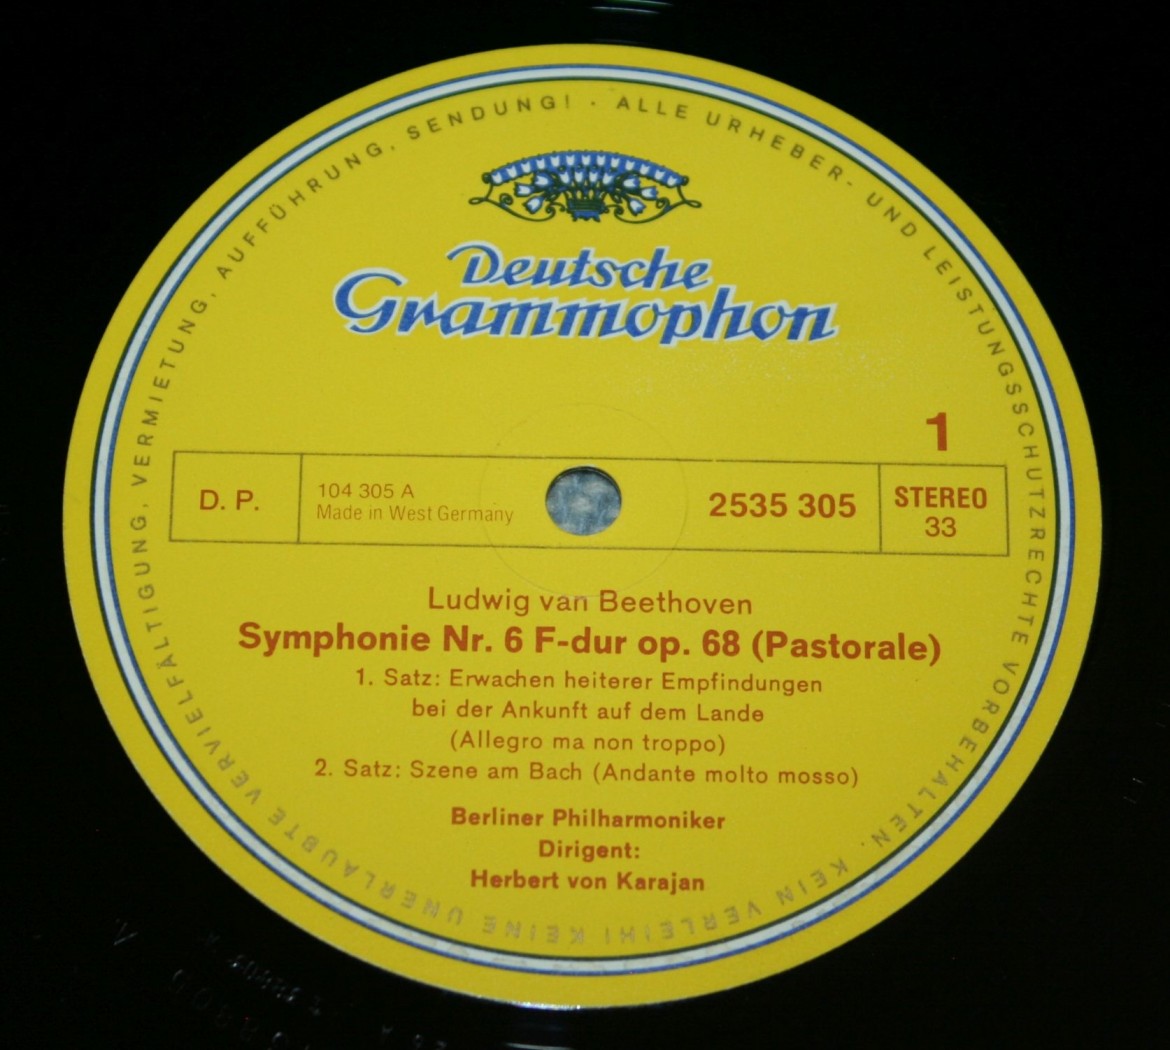 ALLE URHEBER- UND LEISTUNGSSCHUTZRECHTE VORBEHALTEN · KEIN VERLEIH! KEINE UNERLAUBTE VERVIELFÄLTIGUNG, VERMIETUNG, AUFFÜHRUNG, SENDUNG! ·
Deutsche
Grammophon
1
D. P.
104 305 A
Made in West Germany
2535 305
STEREO
33
Ludwig van Beethoven
Symphonie Nr. 6 F-dur op. 68 (Pastorale)
1. Satz: Erwachen heiterer Empfindungen
bei der Ankunft auf dem Lande
(Allegro ma non troppo)
2. Satz: Szene am Bach (Andante molto mosso)
Berliner Philharmoniker
Dirigent:
Herbert von Karajan